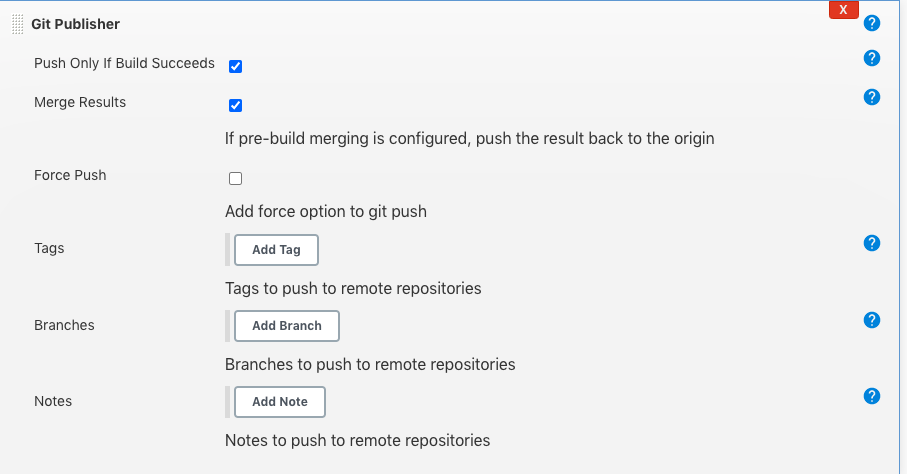 X
Git Publisher
?
Push Only If Build Succeeds
?
Merge Results
?
If pre-build merging is configured, push the result back to the origin
Force Push
Add force option to git push
Tags
Add Tag
?
Tags to push to remote repositories
Branches
Add Branch
?
Branches to push to remote repositories
Notes
Add Note
?
Notes to push to remote repositories